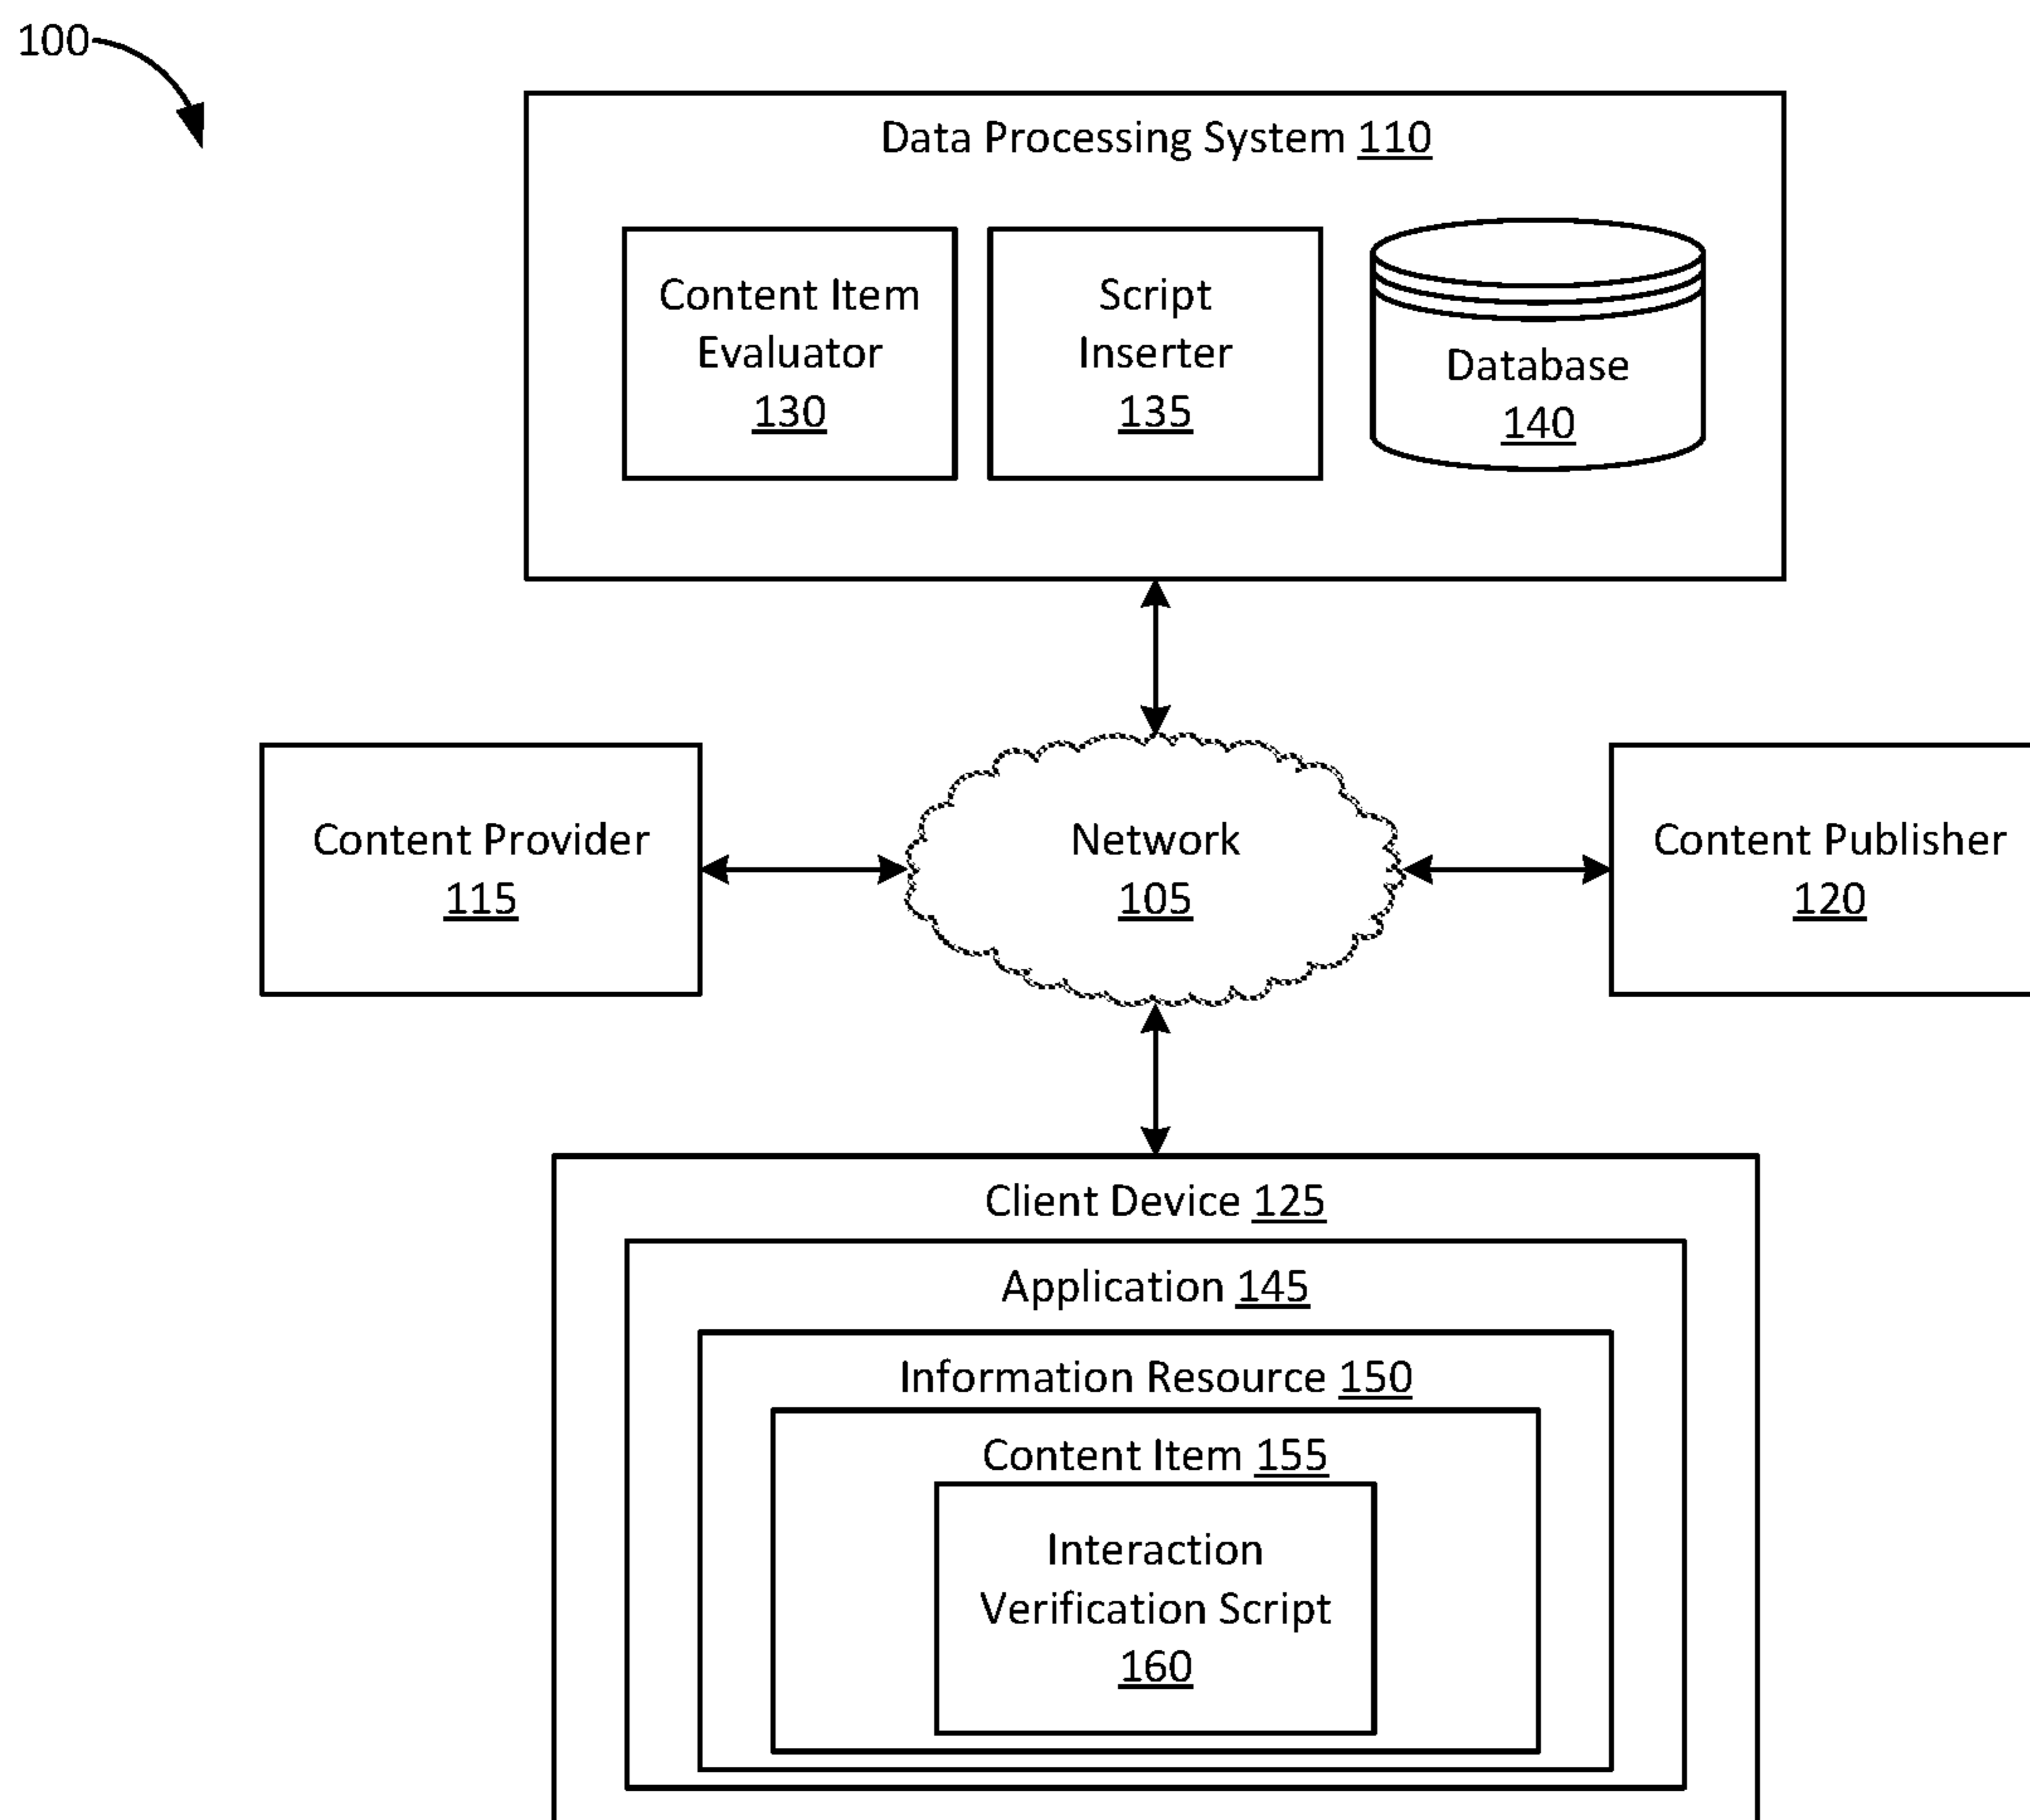 100
Data Processing System 110
Content Item
Evaluator
130
Script
Inserter
135
Database
140
Content Provider
115
Network
105
Content Publisher
120
Client Device 125
Application 145
Information Resource 150
Content Item 155
Interaction
Verification Script
160